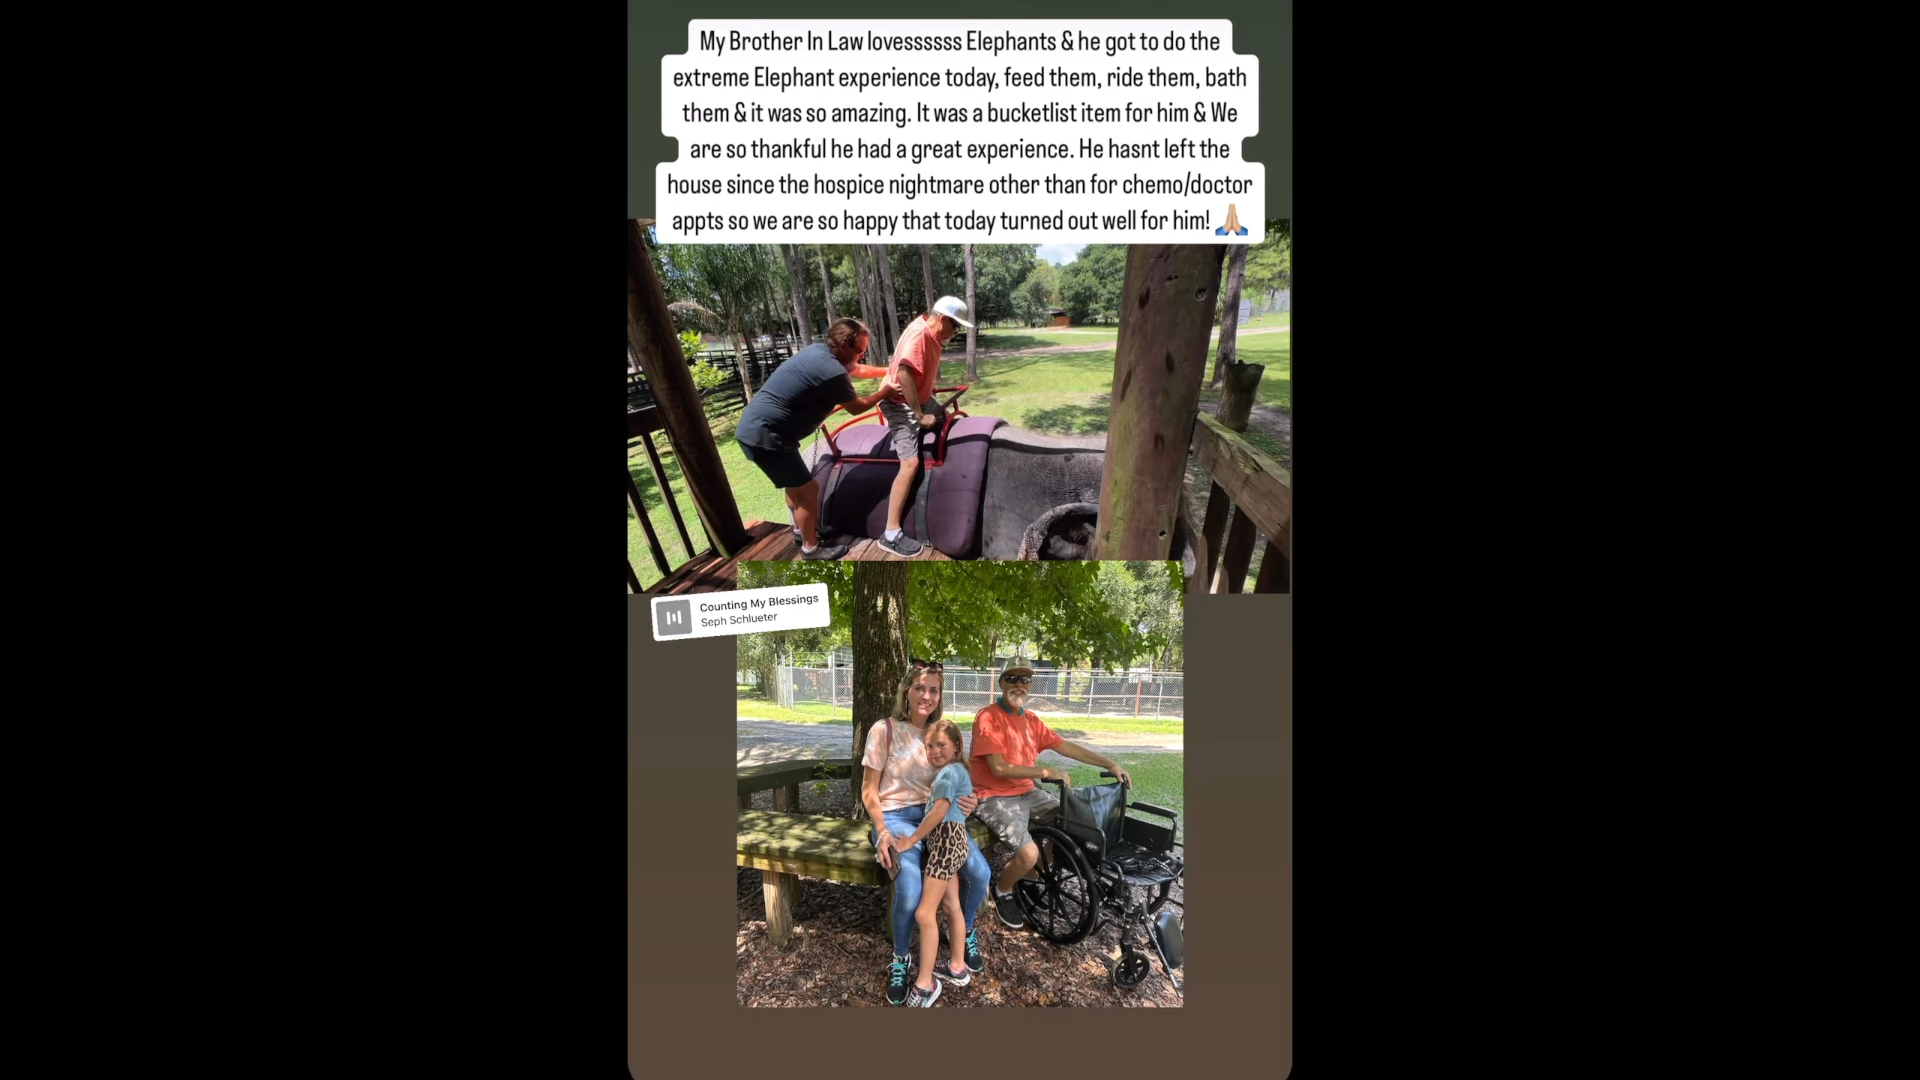 My Brother In Law lovessssss Elephants & he got to do the
extreme Elephant experience today, feed them, ride them, bath
them & it was so amazing. It was a bucketlist item for him & We
are so thankful he had a great experience. He hasnt left the
house since the hospice nightmare other than for chemo/doctor
appts so we are so happy that today turned out well for him! 🙏🏼
Counting My Blessings
Seph Schlueter